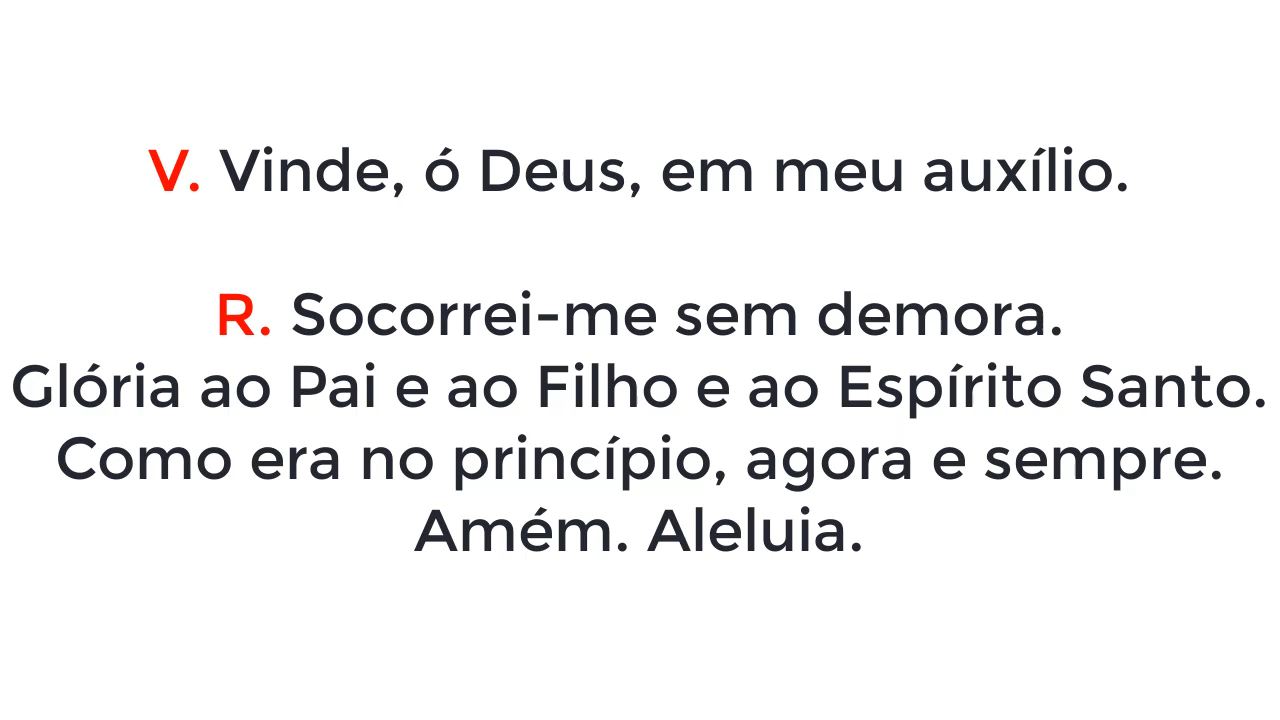 V. Vinde, ó Deus, em meu auxílio.
R. Socorrei-me sem demora.
Glória ao Pai e ao Filho e ao Espírito Santo.
Como era no princípio, agora e sempre.
Amém. Aleluia.